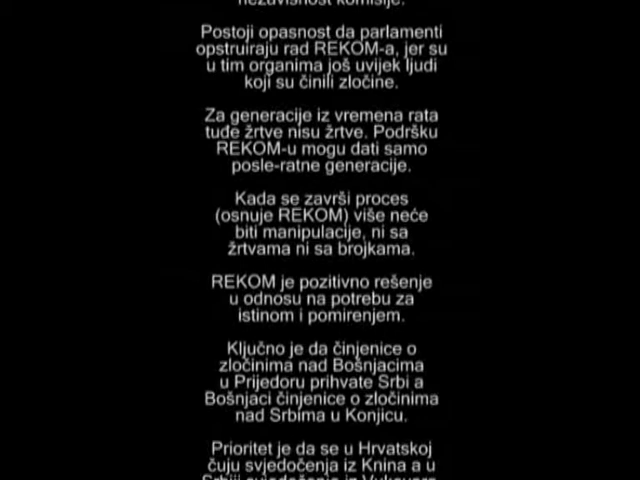 nezavisnost komisije.
Postoji opasnost da parlamenti
opstruiraju rad REKOM-a, jer su
u tim organima još uvijek ljudi
koji su činili zločine.
Za generacije iz vremena rata
tuđe žrtve nisu žrtve. Podršku
REKOM-u mogu dati samo
posle-ratne generacije.
Kada se završi proces
(osnuje REKOM) više neće
biti manipulacije, ni sa
žrtvama ni sa brojkama.
REKOM je pozitivno rešenje
u odnosu na potrebu za
istinom i pomirenjem.
Ključno je da činjenice o
zločinima nad Bošnjacima
u Prijedoru prihvate Srbi a
Bošnjaci činjenice o zločinima
nad Srbima u Konjicu.
Prioritet je da se u Hrvatskoj
čuju svjedočenja iz Knina a u
Srbiji svjedočenja iz Vukovara